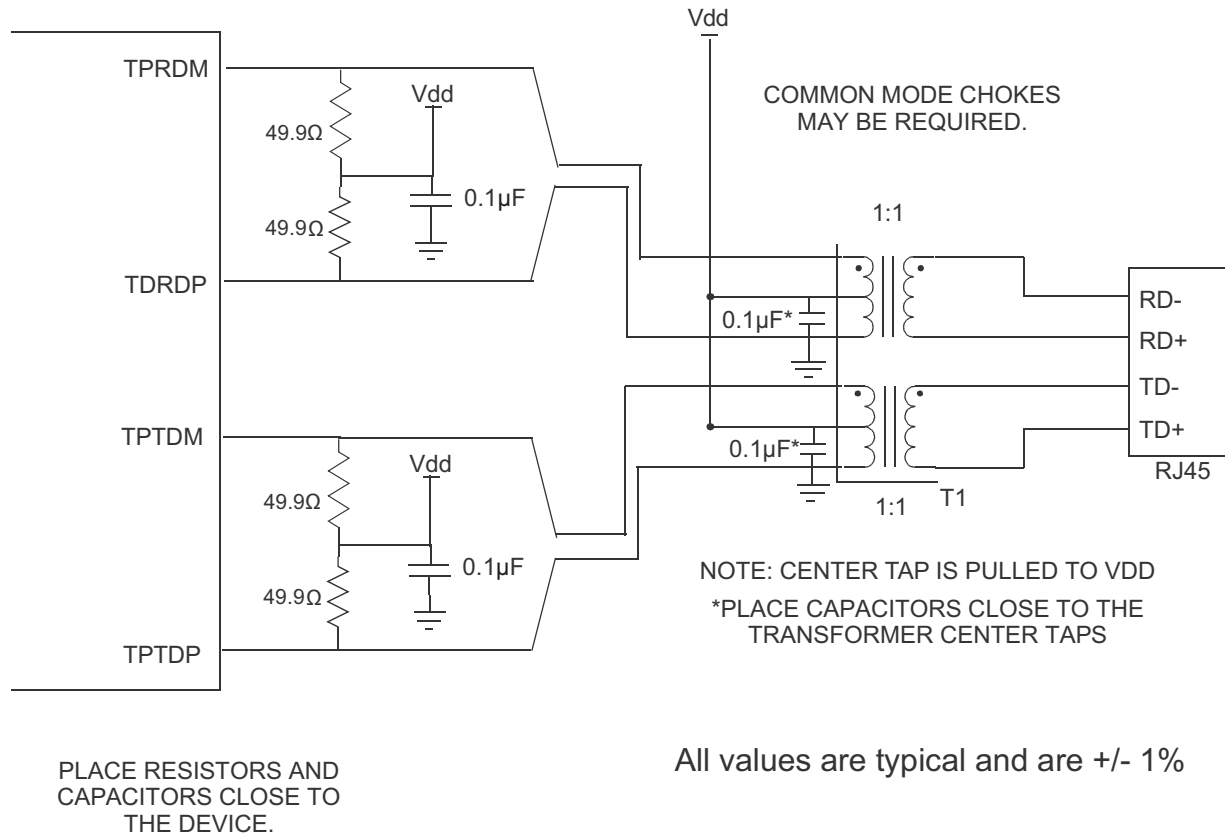 Vdd
TPRDM
Vdd
COMMON MODE CHOKES
MAY BE REQUIRED.
49.9Ω
0.1µF
49.9Ω
1:1
TDRDP
RD-
0.1µF*
RD+
TD-
TPTDM
TD+
0.1µF*
Vdd
RJ45
49.9Ω
1:1
T1
0.1µF
NOTE: CENTER TAP IS PULLED TO VDD
49.9Ω
*PLACE CAPACITORS CLOSE TO THE
TRANSFORMER CENTER TAPS
TPTDP
All values are typical and are +/- 1%
PLACE RESISTORS AND
CAPACITORS CLOSE TO
THE DEVICE.